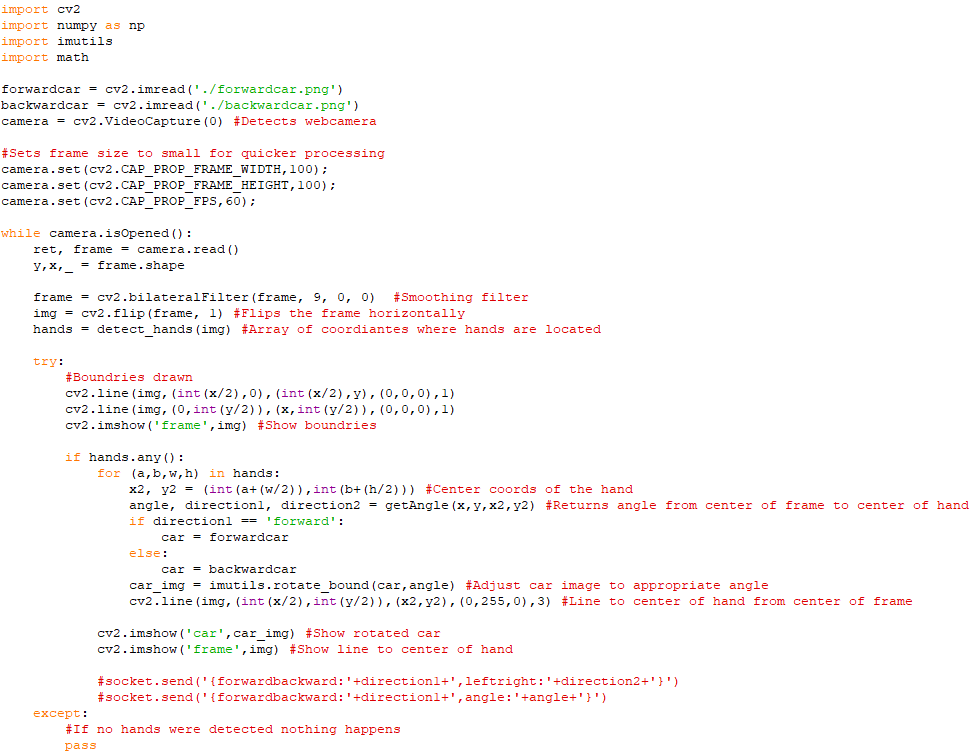 import cv2
import numpy as np
import imutils
import math

forwardcar = cv2.imread('./forwardcar.png')
backwardcar = cv2.imread('./backwardcar.png')
camera = cv2.VideoCapture(0) #Detects webcamera

#Sets frame size to small for quicker processing
camera.set(cv2.CAP_PROP_FRAME_WIDTH,100);
camera.set(cv2.CAP_PROP_FRAME_HEIGHT,100);
camera.set(cv2.CAP_PROP_FPS,60);

while camera.isOpened():
    ret, frame = camera.read()
    y,x,_ = frame.shape

    frame = cv2.bilateralFilter(frame, 9, 0, 0)  #Smoothing filter
    img = cv2.flip(frame, 1) #Flips the frame horizontally
    hands = detect_hands(img) #Array of coordiantes where hands are located

    try:
        #Boundries drawn
        cv2.line(img,(int(x/2),0),(int(x/2),y),(0,0,0),1)
        cv2.line(img,(0,int(y/2)),(x,int(y/2)),(0,0,0),1)
        cv2.imshow('frame',img) #Show boundries

        if hands.any():
            for (a,b,w,h) in hands:
                x2, y2 = (int(a+(w/2)),int(b+(h/2))) #Center coords of the hand
                angle, direction1, direction2 = getAngle(x,y,x2,y2) #Returns angle from center of frame to center of hand
                if direction1 == 'forward':
                    car = forwardcar
                else:
                    car = backwardcar
                car_img = imutils.rotate_bound(car,angle) #Adjust car image to appropriate angle
                cv2.line(img,(int(x/2),int(y/2)),(x2,y2),(0,255,0),3) #Line to center of hand from center of frame

            cv2.imshow('car',car_img) #Show rotated car
            cv2.imshow('frame',img) #Show line to center of hand

            #socket.send('{forwardbackward:'+direction1+',leftright:'+direction2+'}')
            #socket.send('{forwardbackward:'+direction1+',angle:'+angle+'}')
    except:
        #If no hands were detected nothing happens
        pass